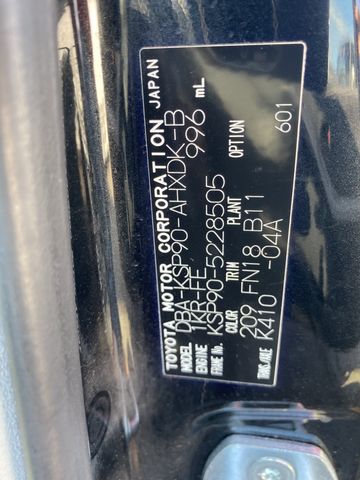 TOYOTA MOTOR CORPORATION JAPAN
MODEL DBA-KSP90-AHXDK-B
ENGINE 1KR-FE 996 mL
FRAME No. KSP90-5228505
COLOR TRIM PLANT OPTION
209 FN18 B11 601
TRANS./AXLE K410 -04A